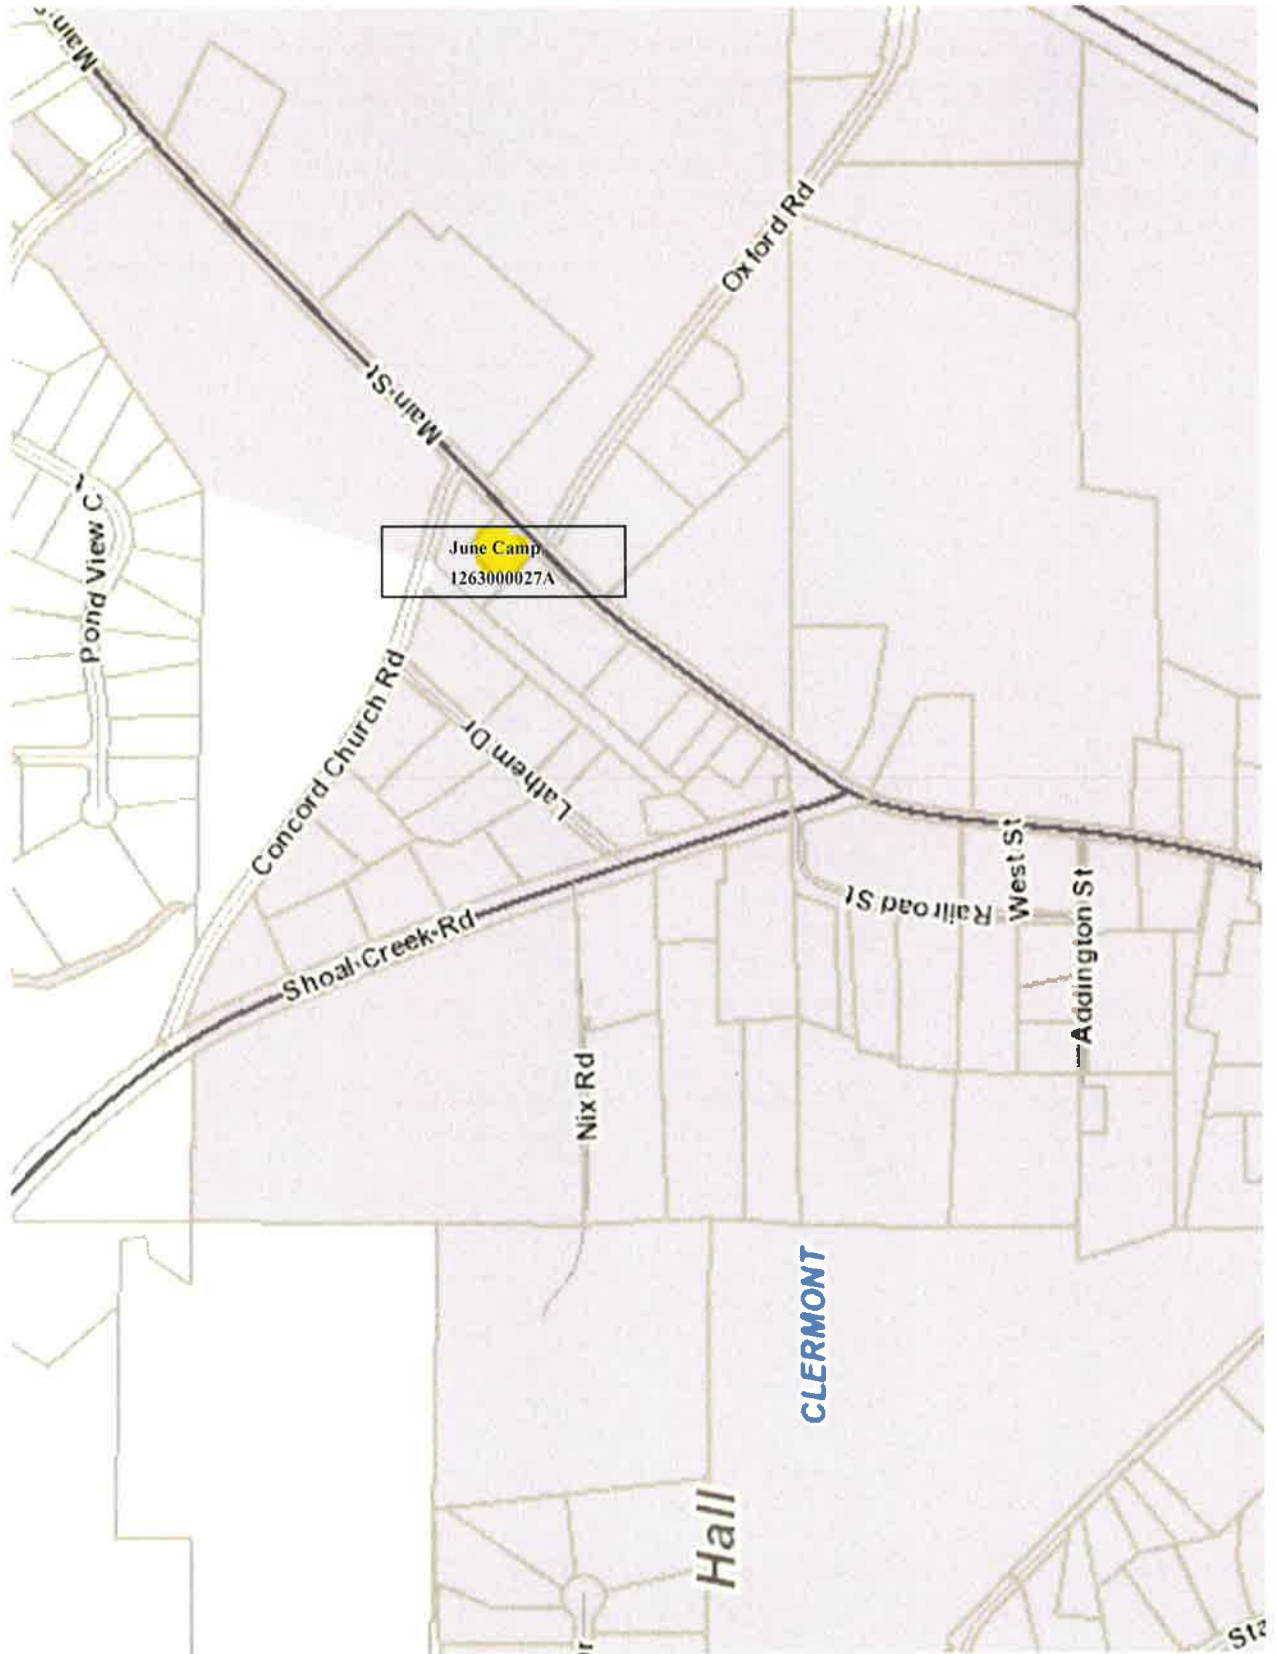 Main S
Oxford Rd
Main St
Pond View Ct
June Camp
1263000027A
Concord Church Rd
Lathem Dr
Shoal Creek Rd
Railroad St
West St
Addington St
Nix Rd
CLERMONT
Hall